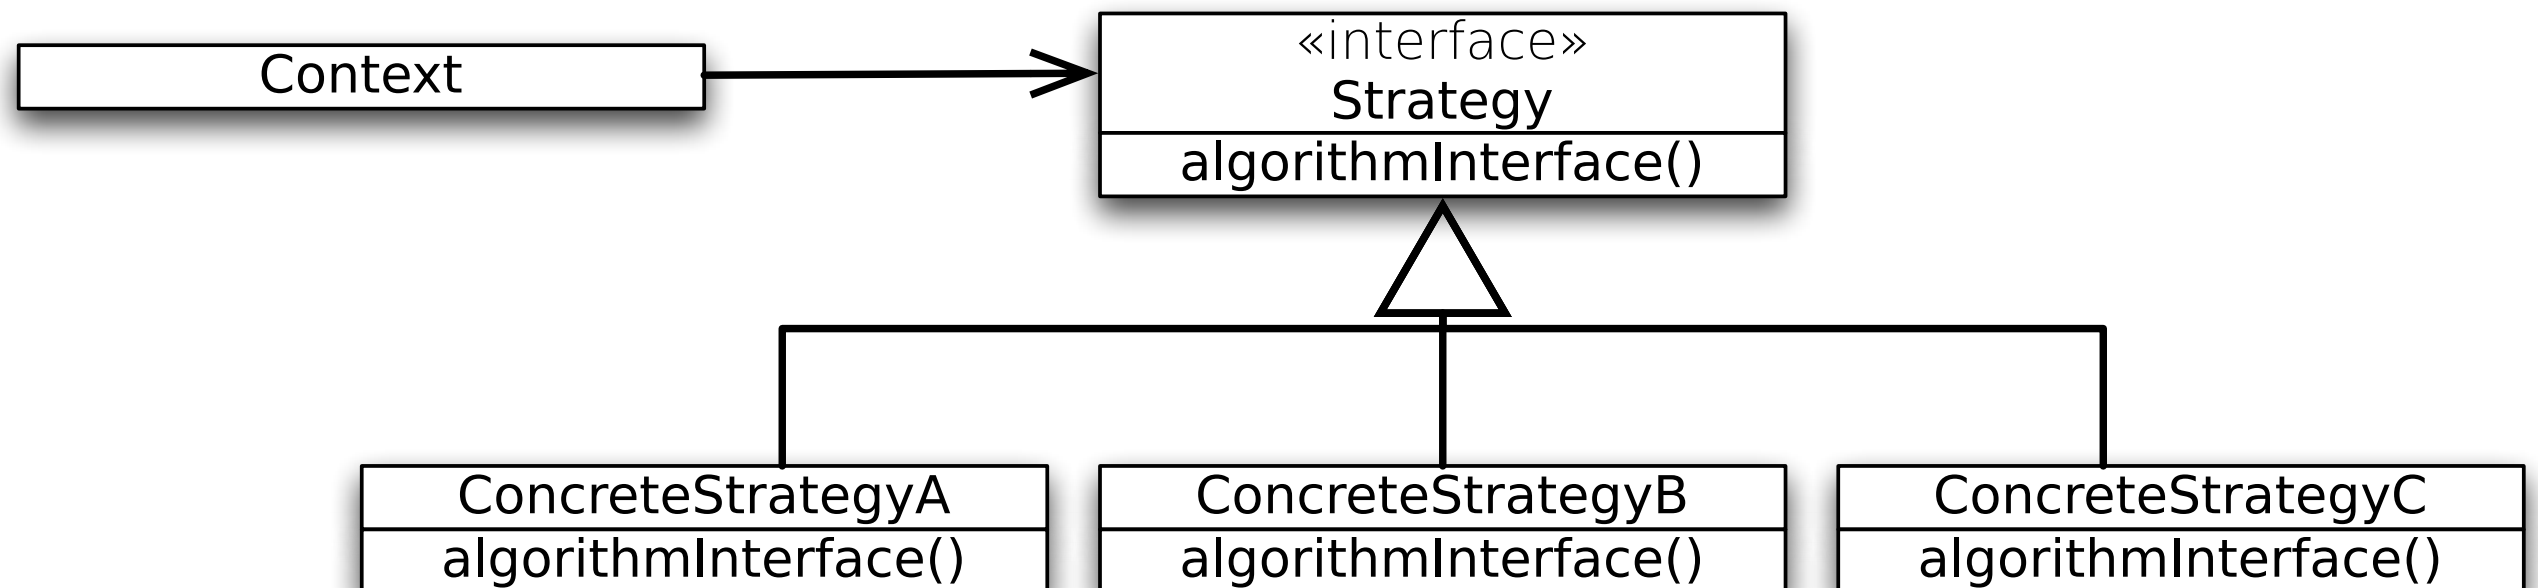 Context
«interface»
Strategy
algorithmInterface()
ConcreteStrategyA
algorithmInterface()
ConcreteStrategyB
algorithmInterface()
ConcreteStrategyC
algorithmInterface()